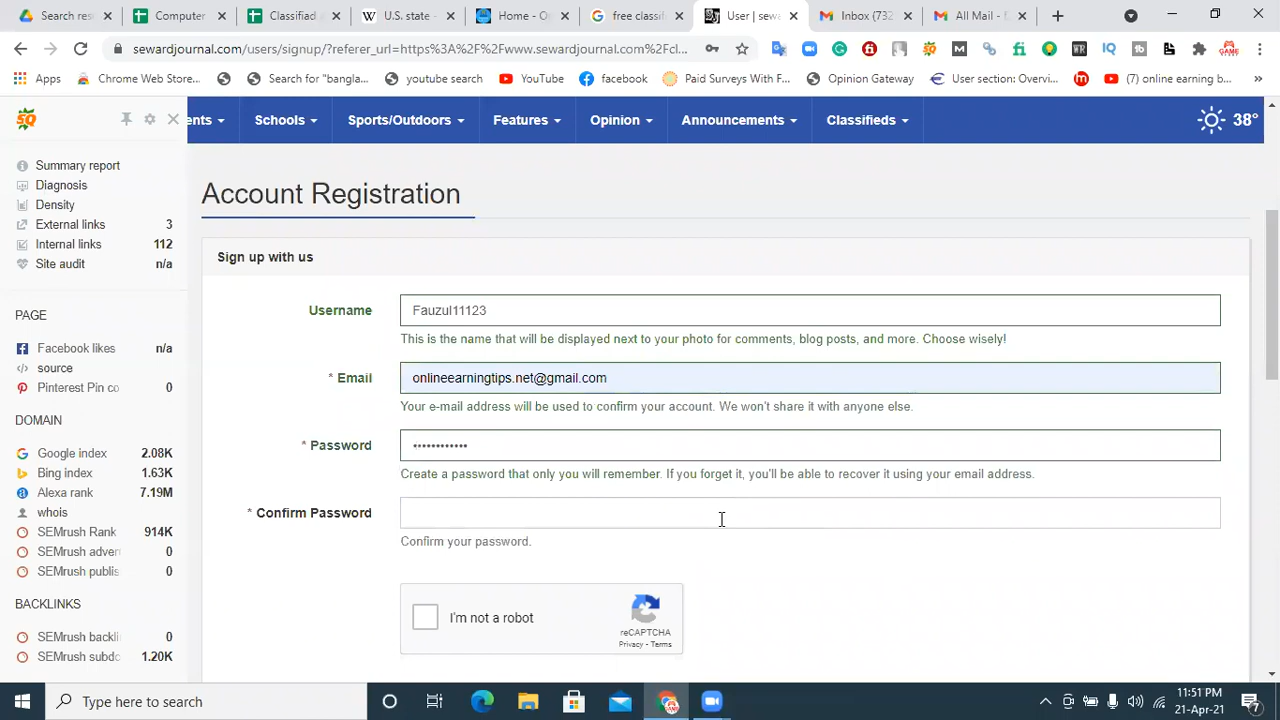 Search res
Computer
Classified
W U.S. state -
Home - O
free classif
User | sew
Inbox (732
All Mail -
sewardjournal.com/users/signup/?referer_url=https%3A%2F%2Fwww.sewardjournal.com%2Fcl...
Apps
Chrome Web Store...
Search for "bangla...
youtube:search
YouTube
facebook
Paid Surveys With F...
Opinion Gateway
User section: Overvi...
(7) online earning b...
»
SQ
ents
Schools
Sports/Outdoors
Features
Opinion
Announcements
Classifieds
38°
Summary report
Diagnosis
Density
External links 3
Internal links 112
Site audit n/a
PAGE
Facebook likes n/a
source
Pinterest Pin co 0
DOMAIN
Google index 2.08K
Bing index 1.63K
Alexa rank 7.19M
whois
SEMrush Rank 914K
SEMrush adver 0
SEMrush publis 0
BACKLINKS
SEMrush backli 0
SEMrush subdo 1.20K
Account Registration
Sign up with us
Username
Fauzul11123
This is the name that will be displayed next to your photo for comments, blog posts, and more. Choose wisely!
* Email
onlineearningtips.net@gmail.com
Your e-mail address will be used to confirm your account. We won't share it with anyone else.
* Password
••••••••••••
Create a password that only you will remember. If you forget it, you'll be able to recover it using your email address.
* Confirm Password
Confirm your password.
I'm not a robot
reCAPTCHA
Privacy - Terms
Type here to search
11:51 PM
21-Apr-21
7